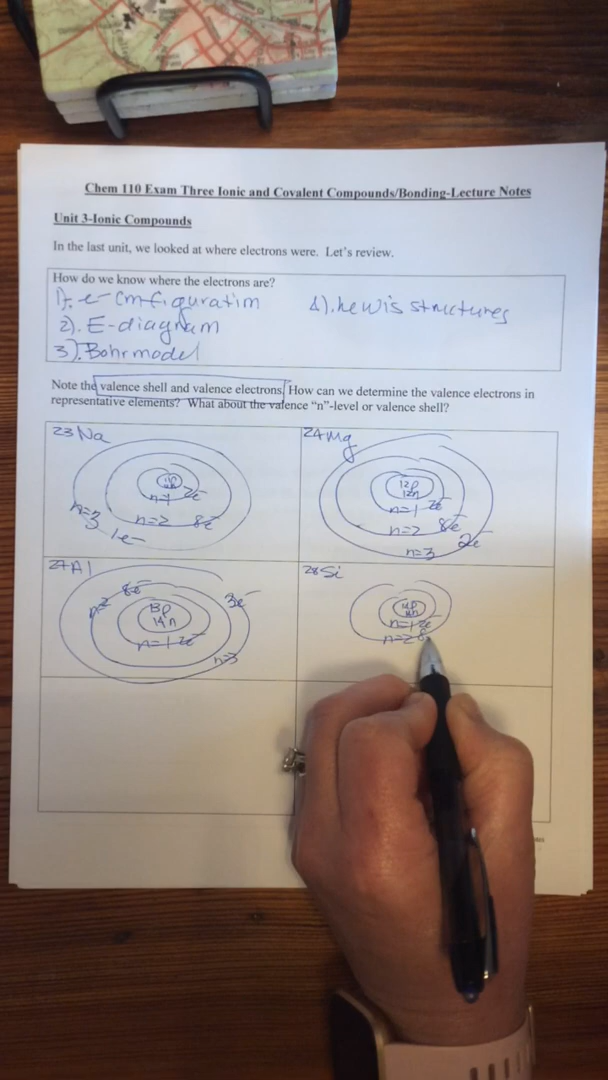 Chem 110 Exam Three Ionic and Covalent Compounds/Bonding-Lecture Notes
Unit 3-Ionic Compounds
In the last unit, we looked at where electrons were. Let's review.
How do we know where the electrons are?
1). e- configuration
4). Lewis structures
2). E-diagram
3). Bohr model
Note the valence shell and valence electrons. How can we determine the valence electrons in
representative elements? What about the valence "n"-level or valence shell?
23Na
n=1 2e-
n=2 8e-
n=3
1e-
24Mg
12p
12n
n=1 2e-
n=2 8e-
n=3 2e-
27Al
13p
14n
n=1 2e-
n=2 8e-
n=3 3e-
28Si
14p
14n
n=1 2e-
n=2 8